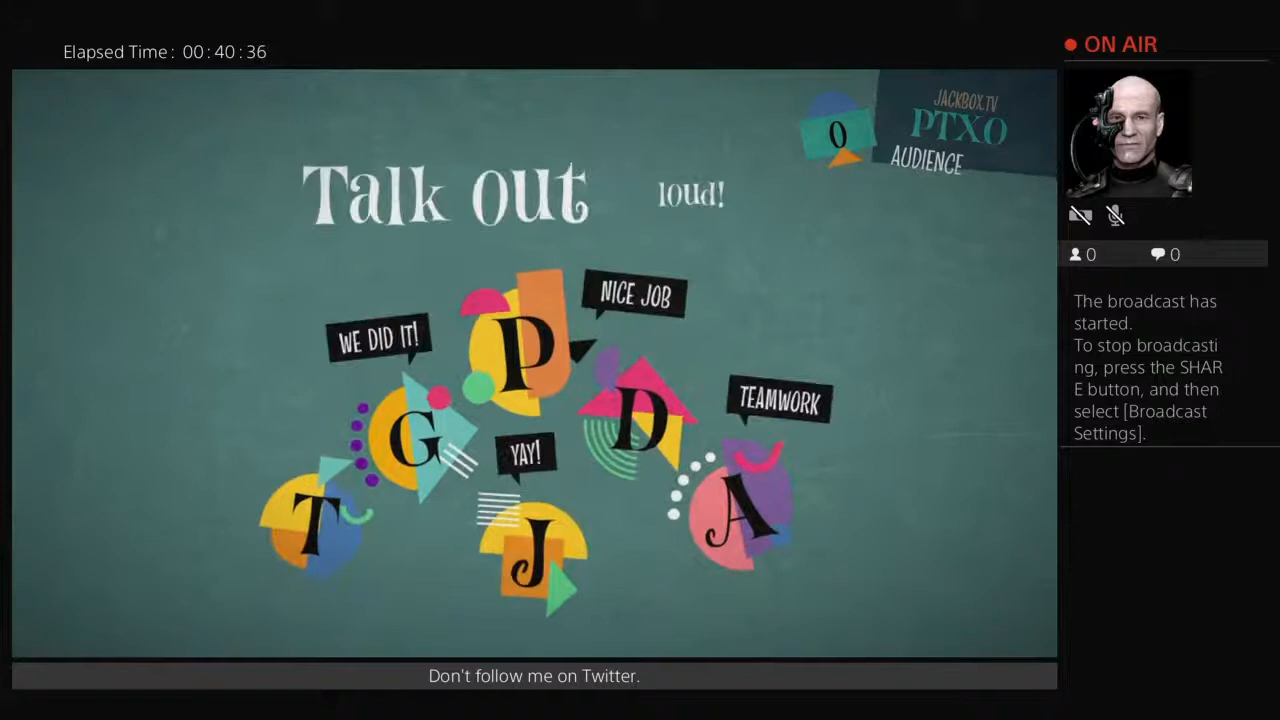 Elapsed Time: 00:40:36
ON AIR
JACKBOX.TV
PTXO
0
AUDIENCE
Talk out loud!
NICE JOB
WE DID IT!
P
TEAMWORK
G
D
YAY!
T
J
A
0 0
The broadcast has
started.
To stop broadcasti
ng, press the SHAR
E button, and then
select [Broadcast
Settings].
Don't follow me on Twitter.